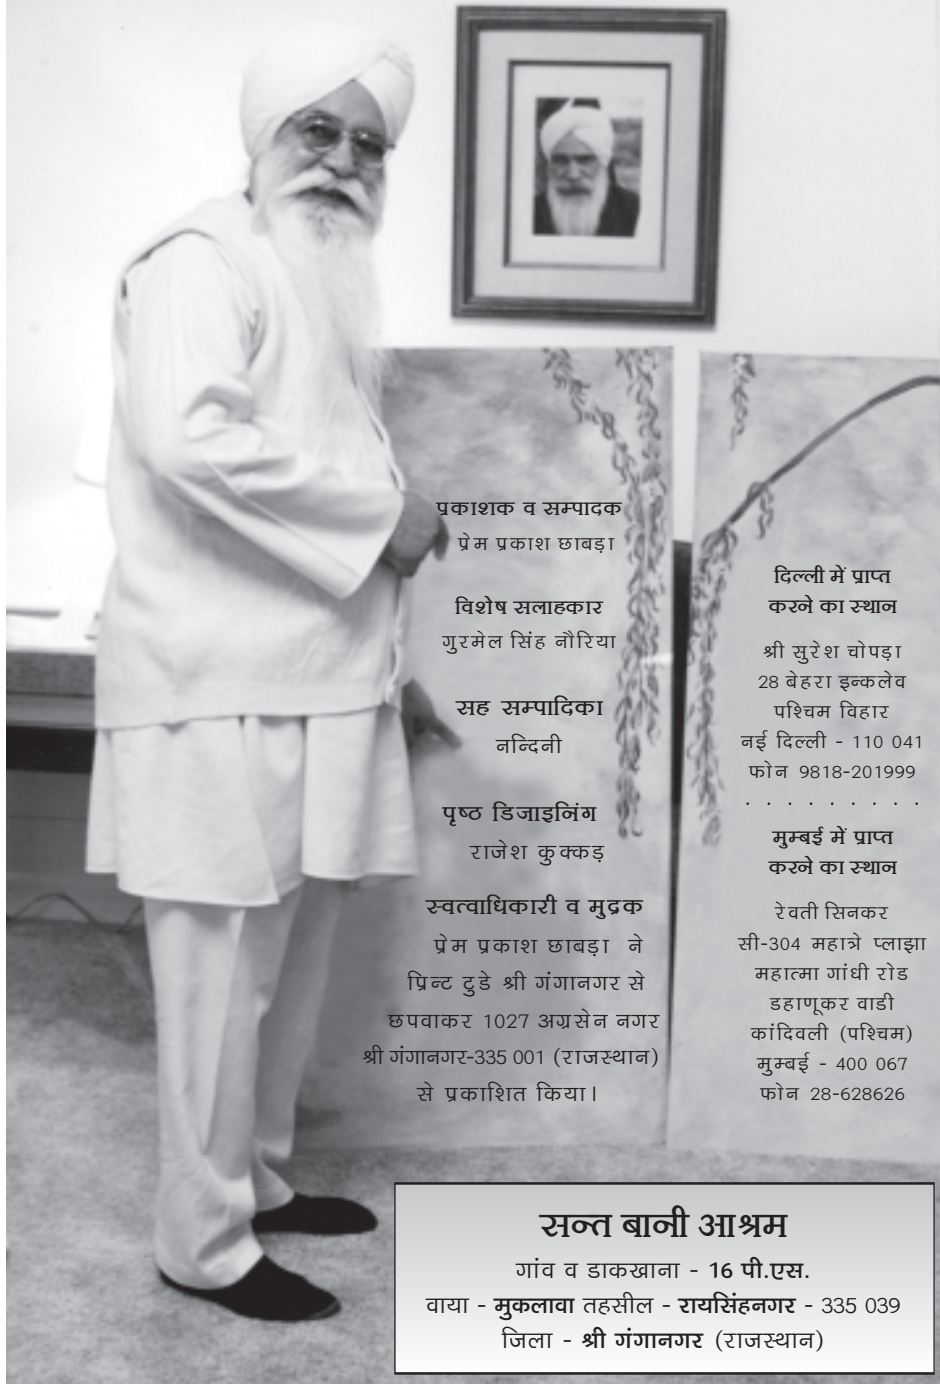 प्रकाशक व सम्पादक
प्रेम प्रकाश छाबड़ा
विशेष सलाहकार
गुरमेल सिंह नौरिया
सह सम्पादिका
नन्दिनी
पृष्ठ डिजाइनिंग
राजेश कुक्कड़
स्वत्वाधिकारी व मुद्रक
प्रेम प्रकाश छाबड़ा ने
प्रिन्ट टुडे श्री गंगानगर से
छपवाकर 1027 अग्रसेन नगर
श्री गंगानगर-335 001 (राजस्थान)
से प्रकाशित किया।
दिल्ली में प्राप्त
करने का स्थान
श्री सुरेश चोपड़ा
28 बेहरा इन्कलेव
पश्चिम विहार
नई दिल्ली - 110 041
फोन 9818-201999
. . . . . . . . .
मुम्बई में प्राप्त
करने का स्थान
रेवती सिनकर
सी-304 महात्रे प्लाझा
महात्मा गांधी रोड
डहाणूकर वाडी
कांदिवली (पश्चिम)
मुम्बई - 400 067
फोन 28-628626
सन्त बानी आश्रम
गांव व डाकखाना - 16 पी.एस.
वाया - मुकलावा तहसील - रायसिंहनगर - 335 039
जिला - श्री गंगानगर (राजस्थान)